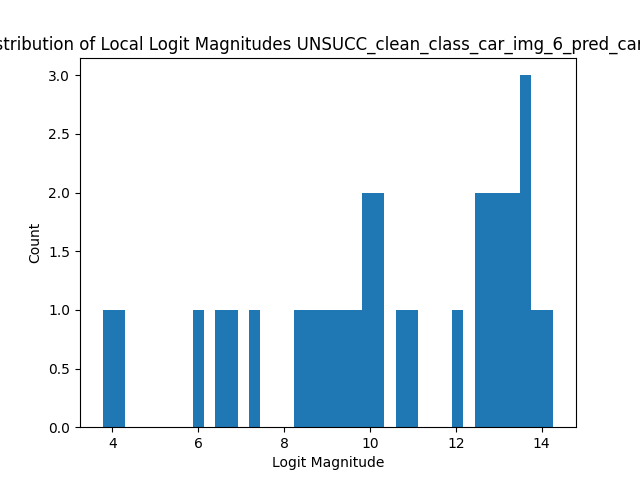 stribution of Local Logit Magnitudes UNSUCC_clean_class_car_img_6_pred_car
3.0
2.5
2.0
1.5
1.0
0.5
0.0
Count
4 6 8 10 12 14
Logit Magnitude